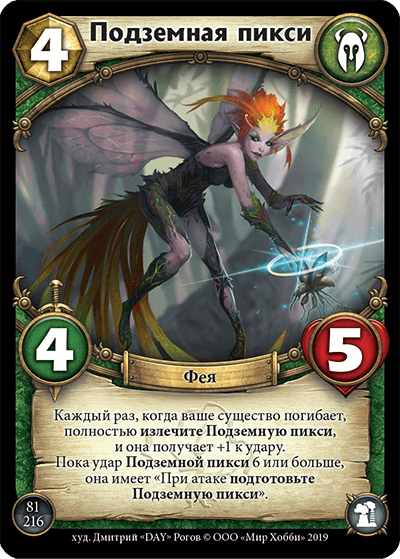 4
Подземная пикси
4
5
Фея
Каждый раз, когда ваше существо погибает,
полностью излечите Подземную пикси,
и она получает +1 к удару.
Пока удар Подземной пикси 6 или больше,
она имеет «При атаке подготовьте
Подземную пикси».
81
216
худ. Дмитрий «DAY» Рогов © ООО «Мир Хобби» 2019